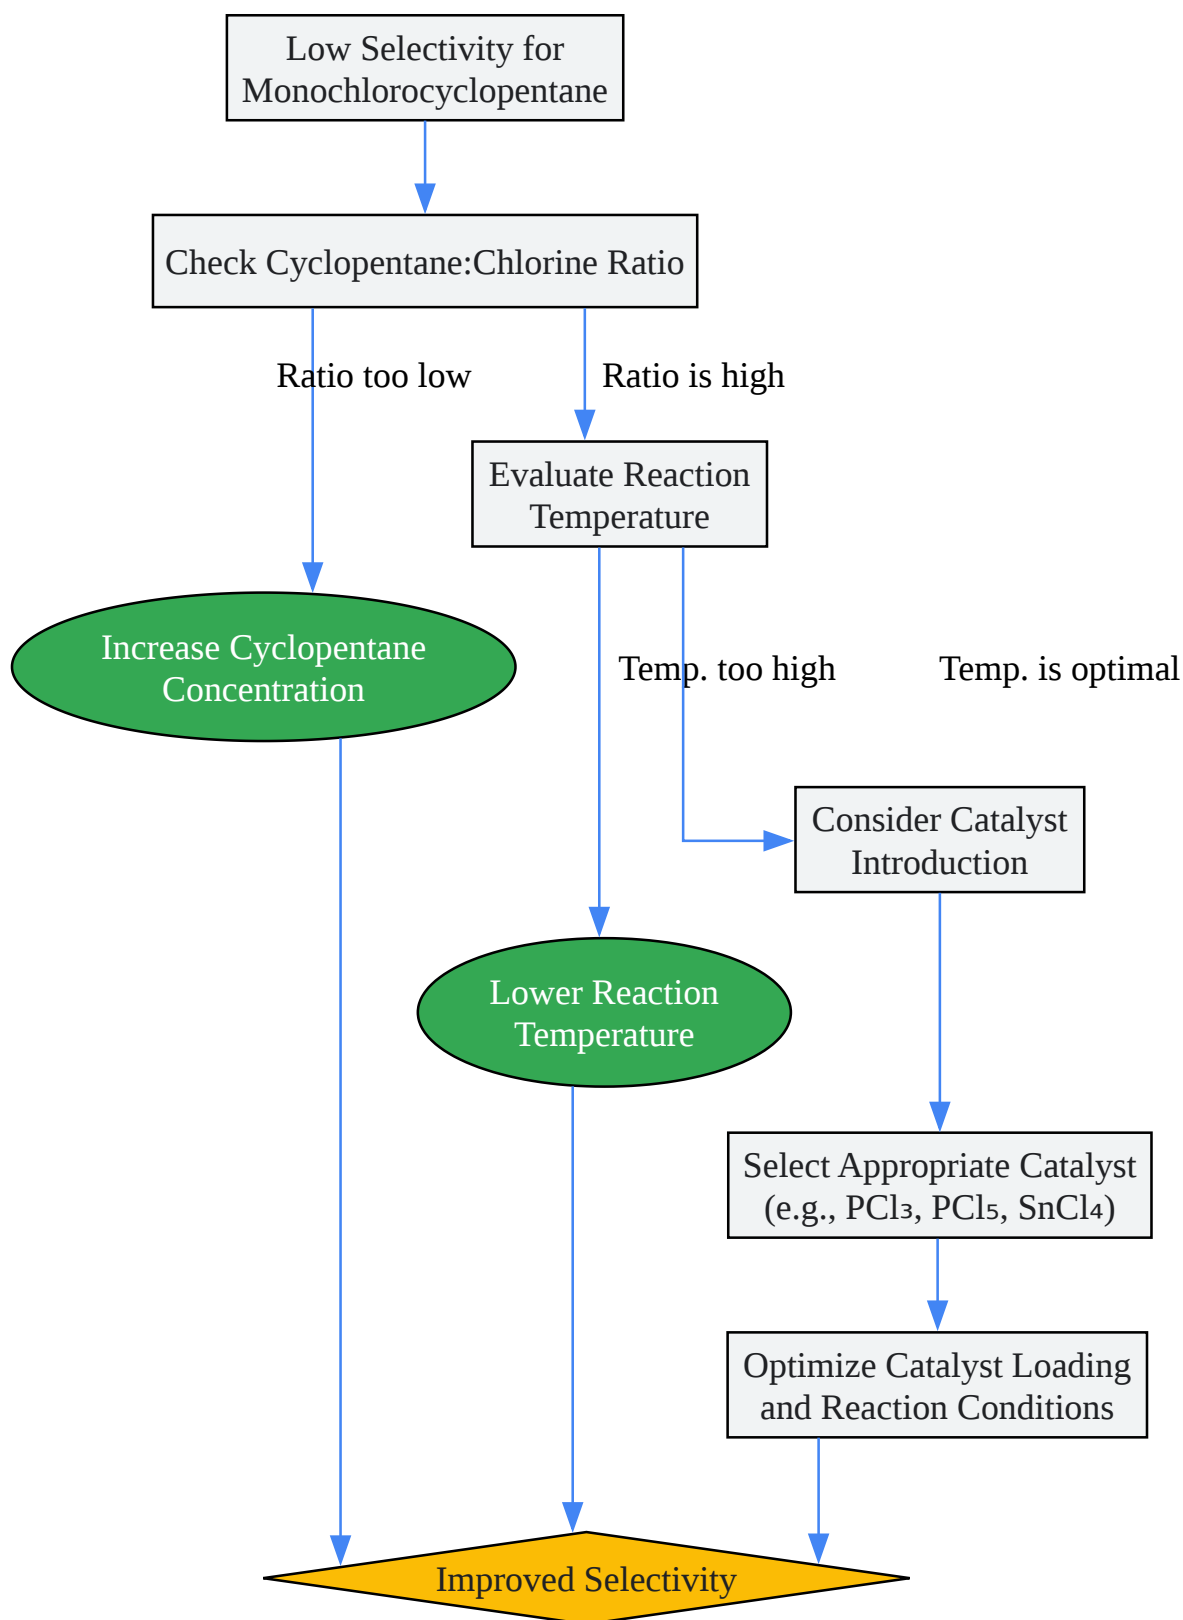 Low Selectivity for
Monochlorocyclopentane
Check Cyclopentane:Chlorine Ratio
Ratio too low
Ratio is high
Evaluate Reaction
Temperature
Increase Cyclopentane
Concentration
Temp. too high
Temp. is optimal
Consider Catalyst
Introduction
Lower Reaction
Temperature
Select Appropriate Catalyst
(e.g., PCl₃, PCl₅, SnCl₄)
Optimize Catalyst Loading
and Reaction Conditions
Improved Selectivity